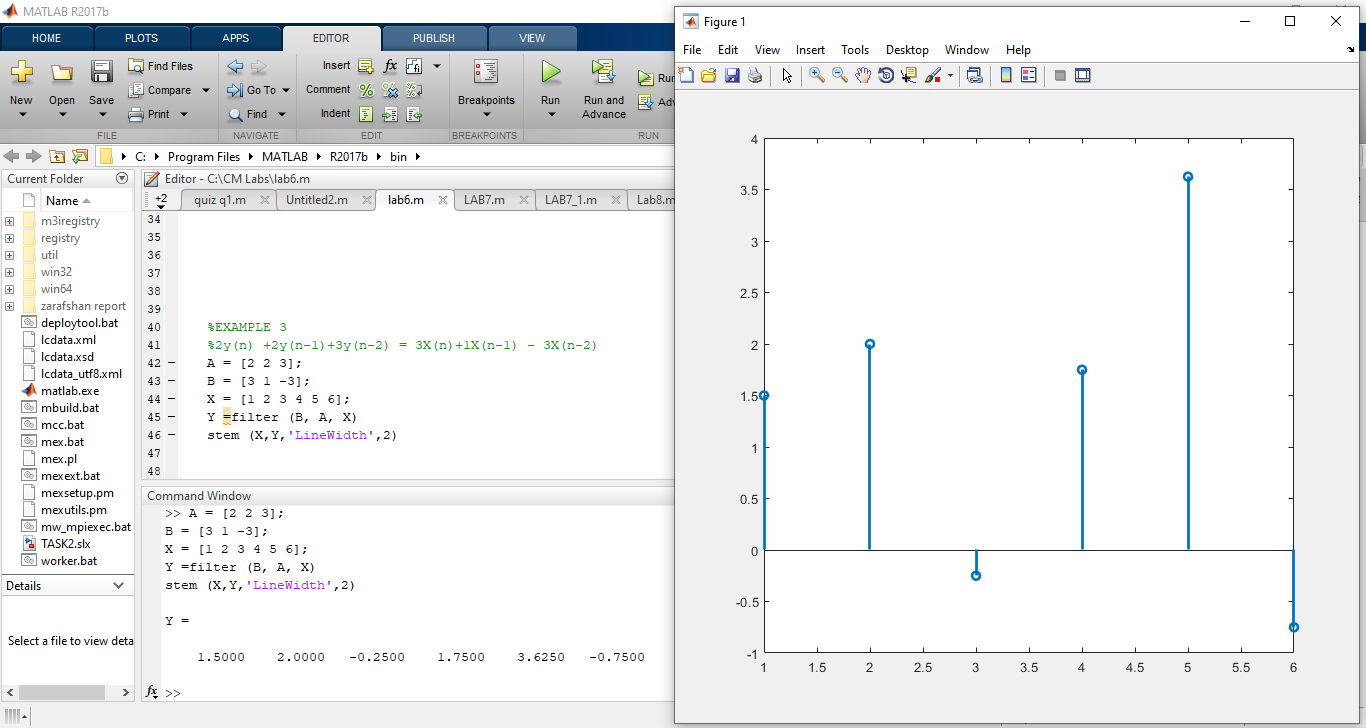 MATLAB R2017b
HOME PLOTS APPS EDITOR PUBLISH VIEW
New
Open
Save
Find Files
Compare
Print
FILE
Go To
Find
NAVIGATE
Insert fx
Comment
Indent
EDIT
Breakpoints
BREAKPOINTS
Run
Run and
Advance
Run
Adv
RUN
C: Program Files MATLAB R2017b bin
Current Folder
Name
m3iregistry
registry
util
win32
win64
zarafshan report
deploytool.bat
lcdata.xml
lcdata.xsd
lcdata_utf8.xml
matlab.exe
mbuild.bat
mcc.bat
mex.bat
mex.pl
mexext.bat
mexsetup.pm
mexutils.pm
mw_mpiexec.bat
TASK2.slx
worker.bat
Details
Select a file to view deta
Editor - C:\CM Labs\lab6.m
+2 quiz q1.m Untitled2.m lab6.m LAB7.m LAB7_1.m Lab8.m
34
35
36
37
38
39
40 %EXAMPLE 3
41 %2y(n) +2y(n-1)+3y(n-2) = 3X(n)+1X(n-1) - 3X(n-2)
42 – A = [2 2 3];
43 – B = [3 1 -3];
44 – X = [1 2 3 4 5 6];
45 – Y =filter (B, A, X)
46 – stem (X,Y,'LineWidth',2)
47
48
Command Window
>> A = [2 2 3];
B = [3 1 -3];
X = [1 2 3 4 5 6];
Y =filter (B, A, X)
stem (X,Y,'LineWidth',2)
Y =
1.5000 2.0000 -0.2500 1.7500 3.6250 -0.7500
fx >>
Figure 1
File Edit View Insert Tools Desktop Window Help
4
3.5
3
2.5
2
1.5
1
0.5
0
-0.5
-1
1 1.5 2 2.5 3 3.5 4 4.5 5 5.5 6